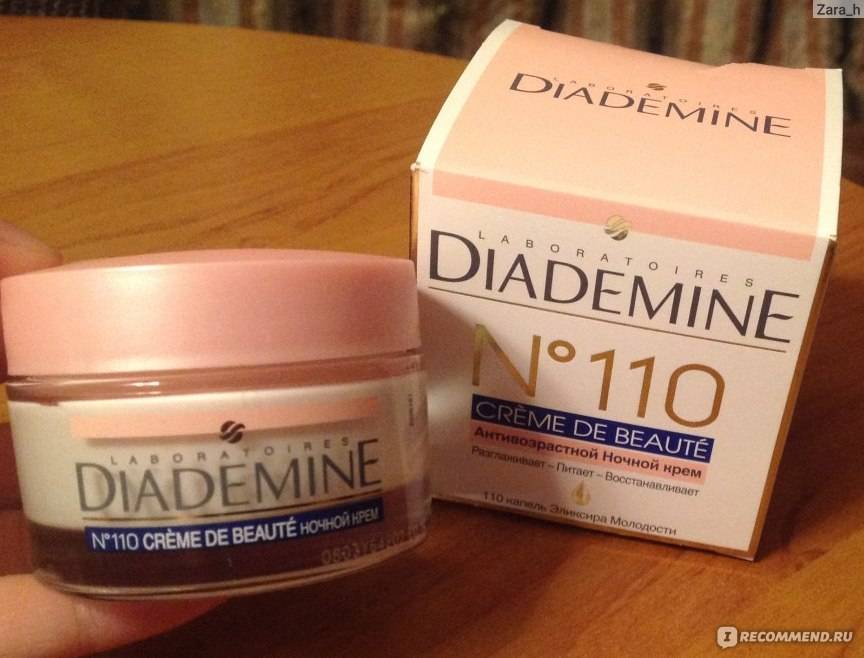 Zara_h
LABORATOIRES
DIADEMINE
LABORATOIRES
DIADEMINE
N°110
CRÈME DE BEAUTÉ
Антивозрастной Ночной крем
Разглаживает – Питает – Восстанавливает
110 капель Эликсира Молодости
LABORATOIRES
DIADEMINE
N°110 CRÈME DE BEAUTÉ НОЧНОЙ КРЕМ
I RECOMMEND.RU